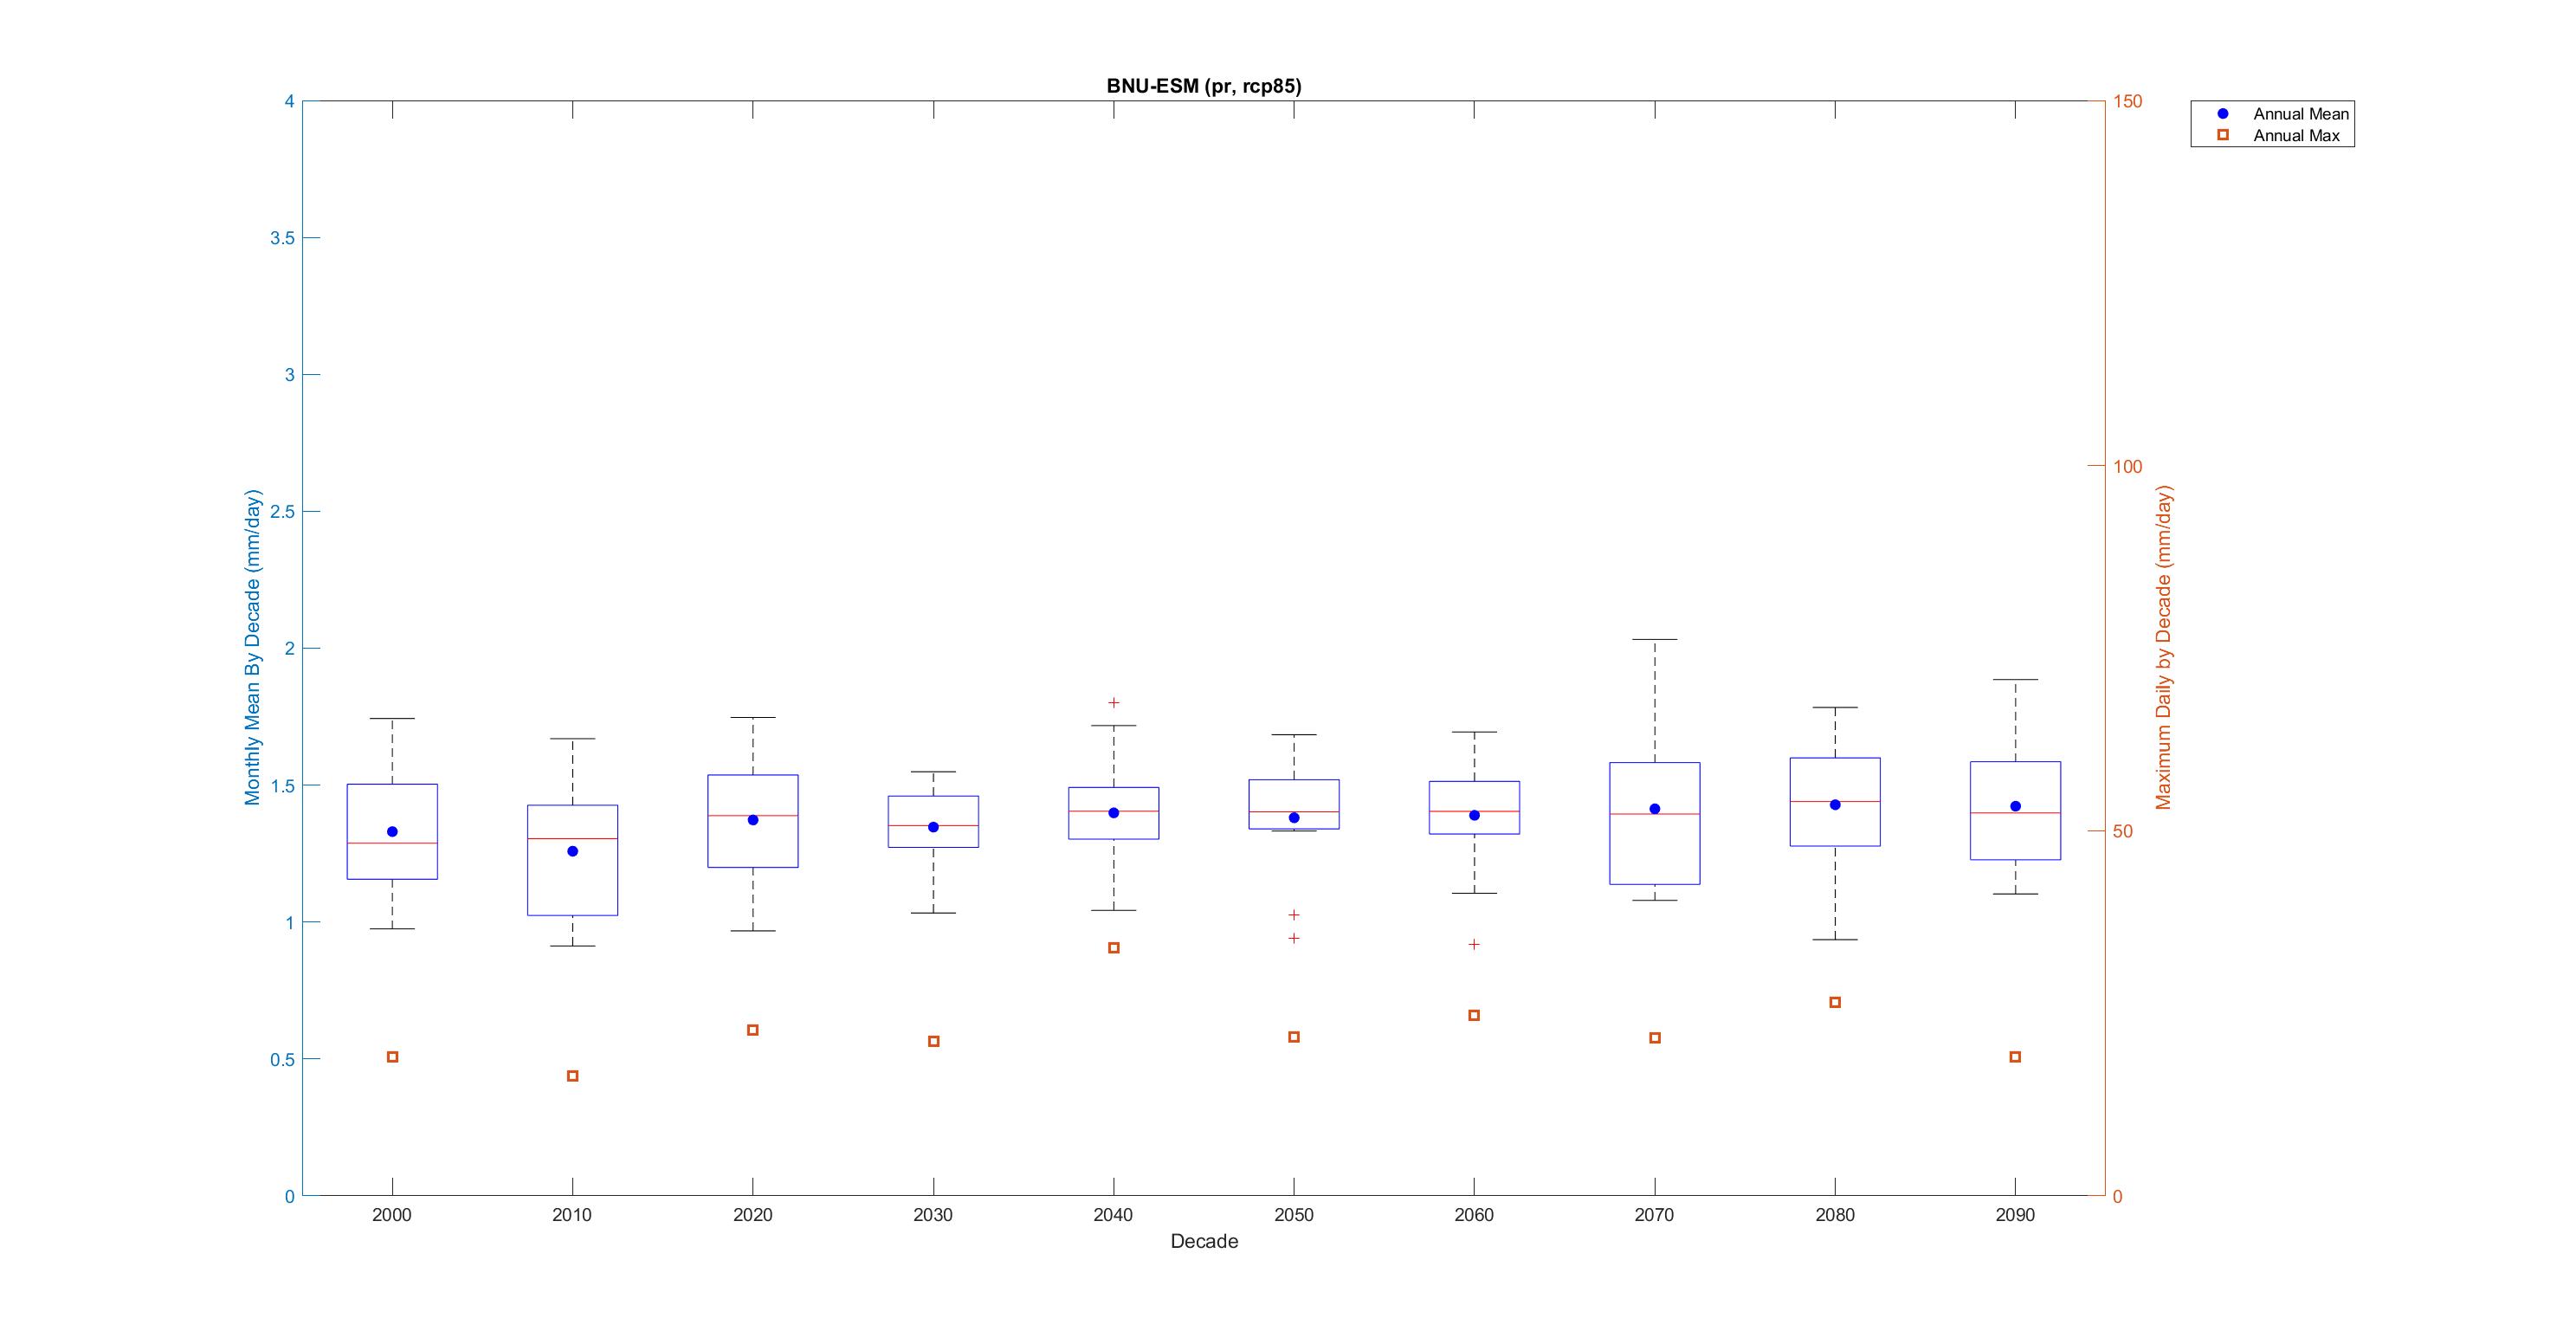 BNU-ESM (pr, rcp85)
4
3.5
3
2.5
2
1.5
1
0.5
0
Monthly Mean By Decade (mm/day)
150
100
50
0
Maximum Daily by Decade (mm/day)
Annual Mean
Annual Max
2000 2010 2020 2030 2040 2050 2060 2070 2080 2090
Decade